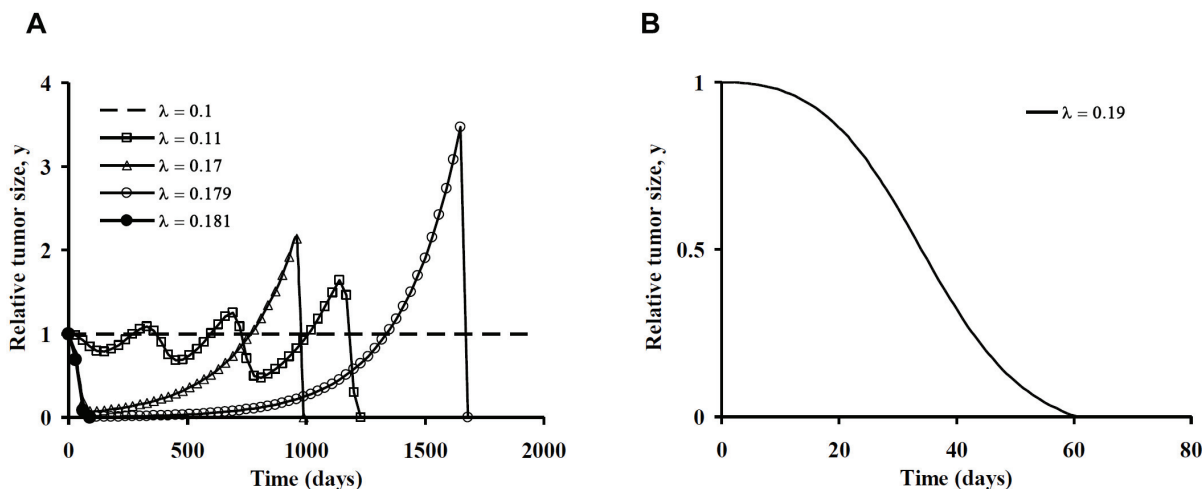 A
Relative tumor size, y
4
3
2
1
0
λ = 0.1
λ = 0.11
λ = 0.17
λ = 0.179
λ = 0.181
0 500 1000 1500 2000
Time (days)
B
Relative tumor size, y
1
0.5
0
λ = 0.19
0 20 40 60 80
Time (days)